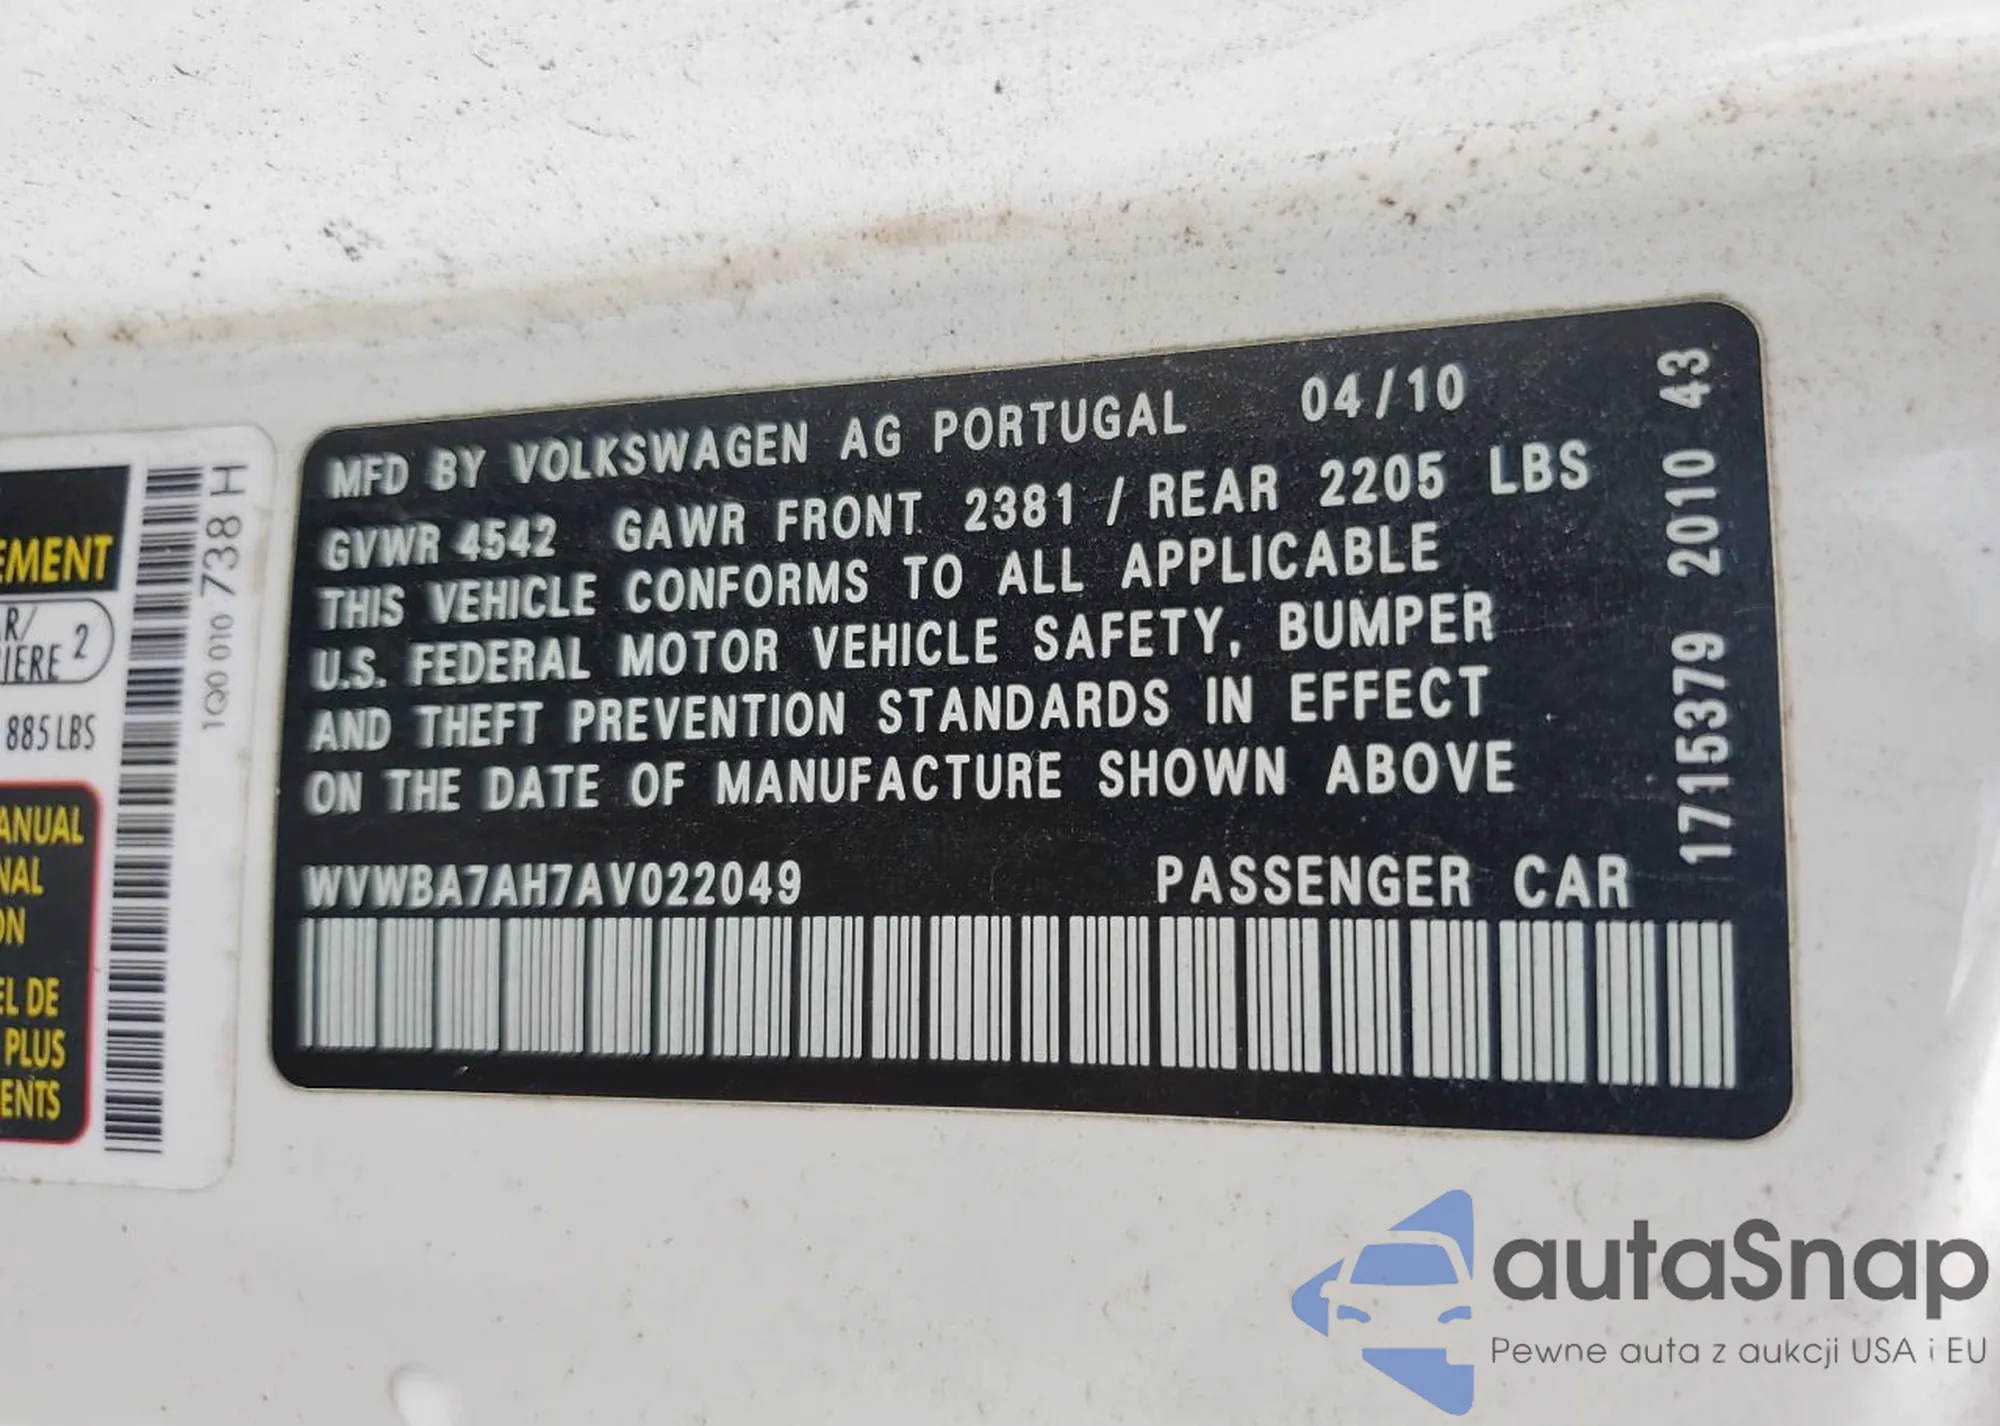 EMENT
R/
IERE 2
885 LBS
ANUAL
NAL
ON
EL DE
PLUS
ENTS
1Q0 010 738 H
MFD BY VOLKSWAGEN AG PORTUGAL 04/10
GVWR 4542 GAWR FRONT 2381 / REAR 2205 LBS
THIS VEHICLE CONFORMS TO ALL APPLICABLE
U.S. FEDERAL MOTOR VEHICLE SAFETY, BUMPER
AND THEFT PREVENTION STANDARDS IN EFFECT
ON THE DATE OF MANUFACTURE SHOWN ABOVE
WVWBA7AH7AV022049 PASSENGER CAR
1715379 2010 43
autaSnap
Pewne auta z aukcji USA i EU